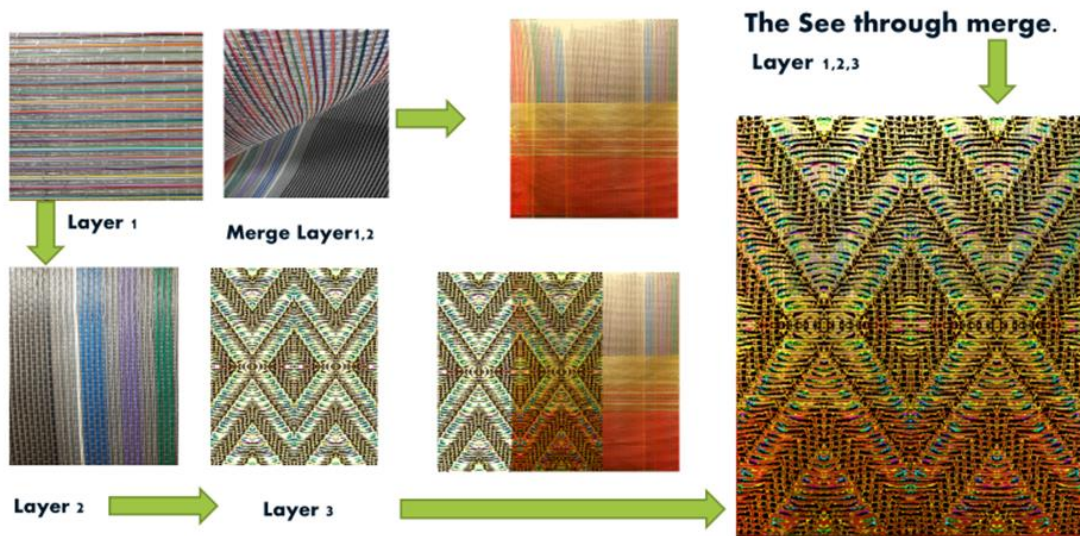 The See through merge.
Layer 1,2,3
Layer 1
Merge Layer1,2
Layer 2
Layer 3